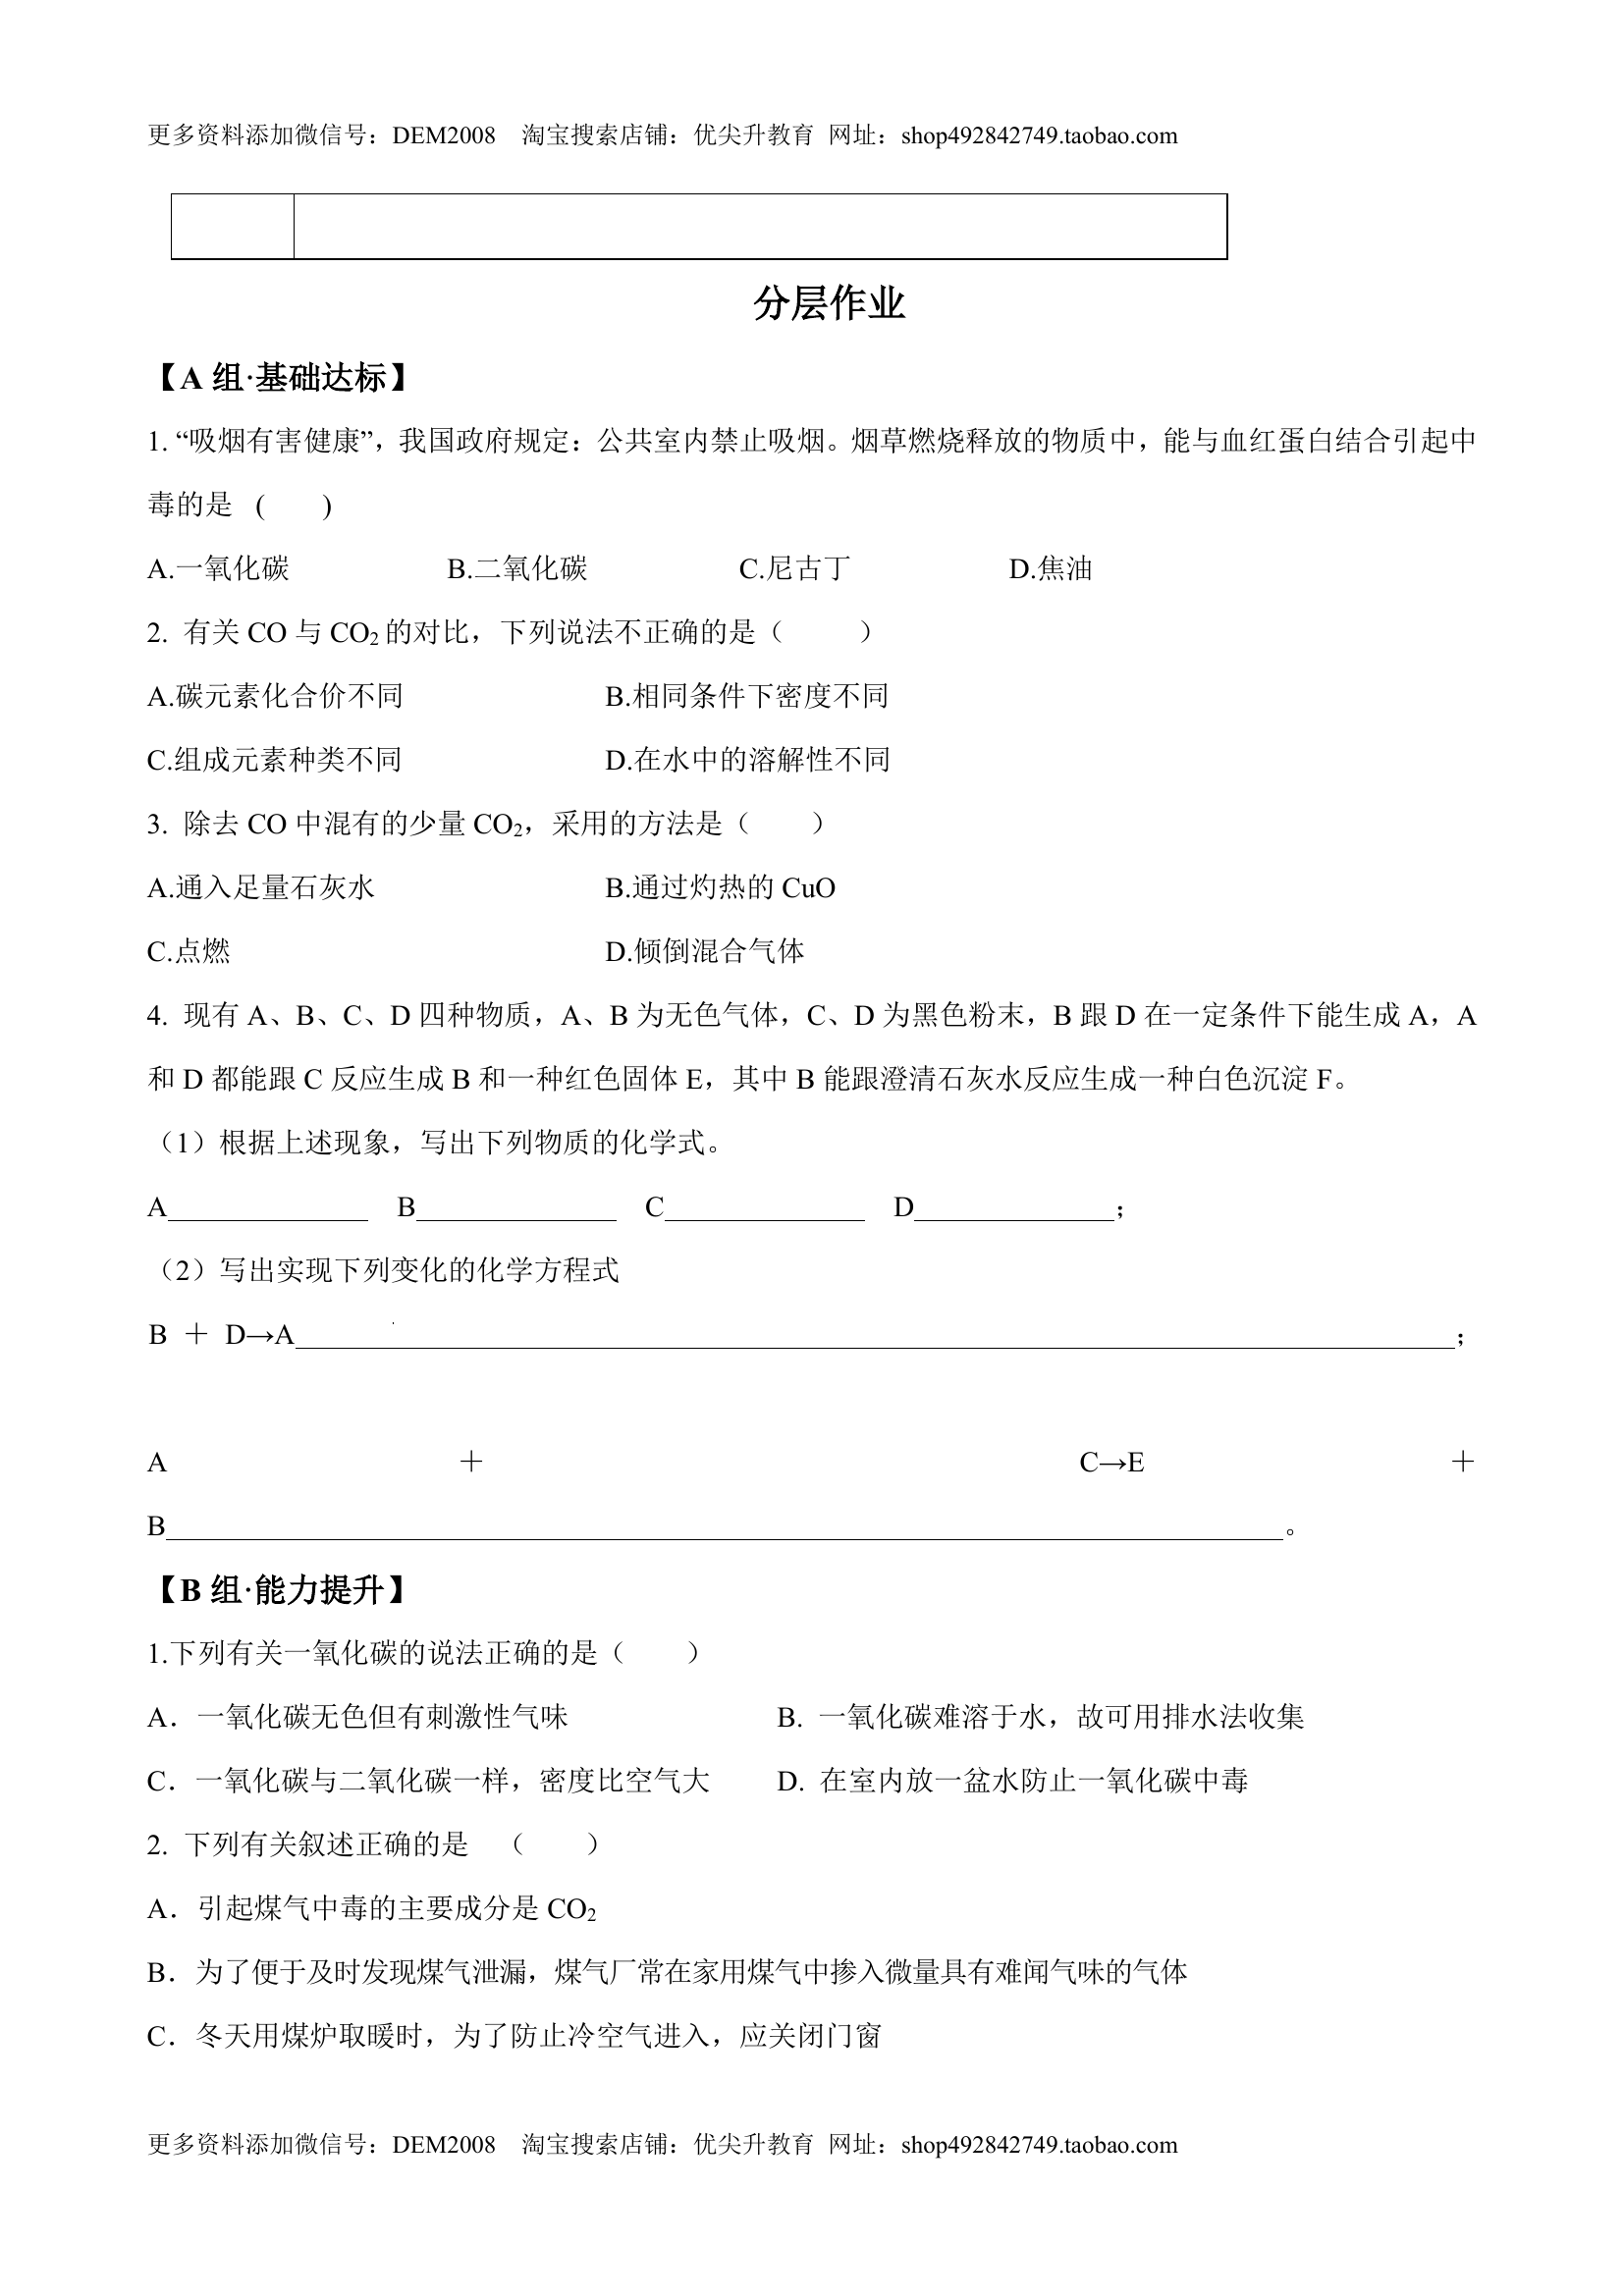 更多资料添加微信号：DEM2008 淘宝搜索店铺：优尖升教育 网址：shop492842749.taobao.com
分层作业
【A 组·基础达标】
1. “吸烟有害健康”，我国政府规定：公共室内禁止吸烟。烟草燃烧释放的物质中，能与血红蛋白结合引起中
毒的是 (  )
A.一氧化碳 B.二氧化碳 C.尼古丁 D.焦油
2. 有关 CO 与 CO₂ 的对比，下列说法不正确的是（  ）
A.碳元素化合价不同 B.相同条件下密度不同
C.组成元素种类不同 D.在水中的溶解性不同
3. 除去 CO 中混有的少量 CO₂，采用的方法是（  ）
A.通入足量石灰水 B.通过灼热的 CuO
C.点燃 D.倾倒混合气体
4. 现有 A、B、C、D 四种物质，A、B 为无色气体，C、D 为黑色粉末，B 跟 D 在一定条件下能生成 A，A
和 D 都能跟 C 反应生成 B 和一种红色固体 E，其中 B 能跟澄清石灰水反应生成一种白色沉淀 F。
（1）根据上述现象，写出下列物质的化学式。
A______________ B______________ C______________ D______________；
（2）写出实现下列变化的化学方程式
B ＋ D→A______________；
A ＋ C→E ＋
B______________。
【B 组·能力提升】
1.下列有关一氧化碳的说法正确的是（  ）
A．一氧化碳无色但有刺激性气味 B. 一氧化碳难溶于水，故可用排水法收集
C．一氧化碳与二氧化碳一样，密度比空气大 D. 在室内放一盆水防止一氧化碳中毒
2. 下列有关叙述正确的是 （  ）
A．引起煤气中毒的主要成分是 CO₂
B．为了便于及时发现煤气泄漏，煤气厂常在家用煤气中掺入微量具有难闻气味的气体
C．冬天用煤炉取暖时，为了防止冷空气进入，应关闭门窗
更多资料添加微信号：DEM2008 淘宝搜索店铺：优尖升教育 网址：shop492842749.taobao.com